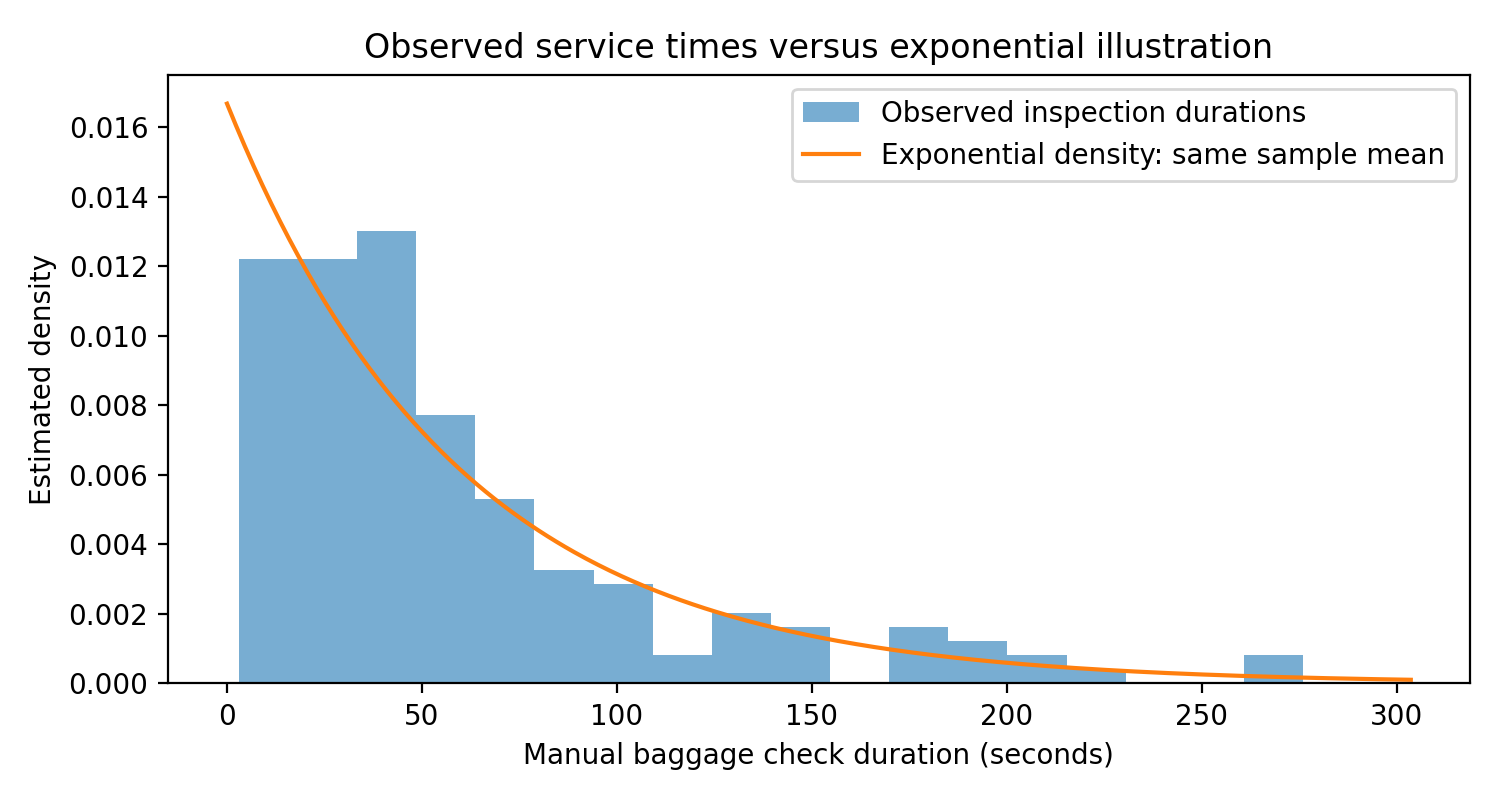 Observed service times versus exponential illustration
Observed inspection durations
Exponential density: same sample mean
Estimated density
0.016
0.014
0.012
0.010
0.008
0.006
0.004
0.002
0.000
0 50 100 150 200 250 300
Manual baggage check duration (seconds)